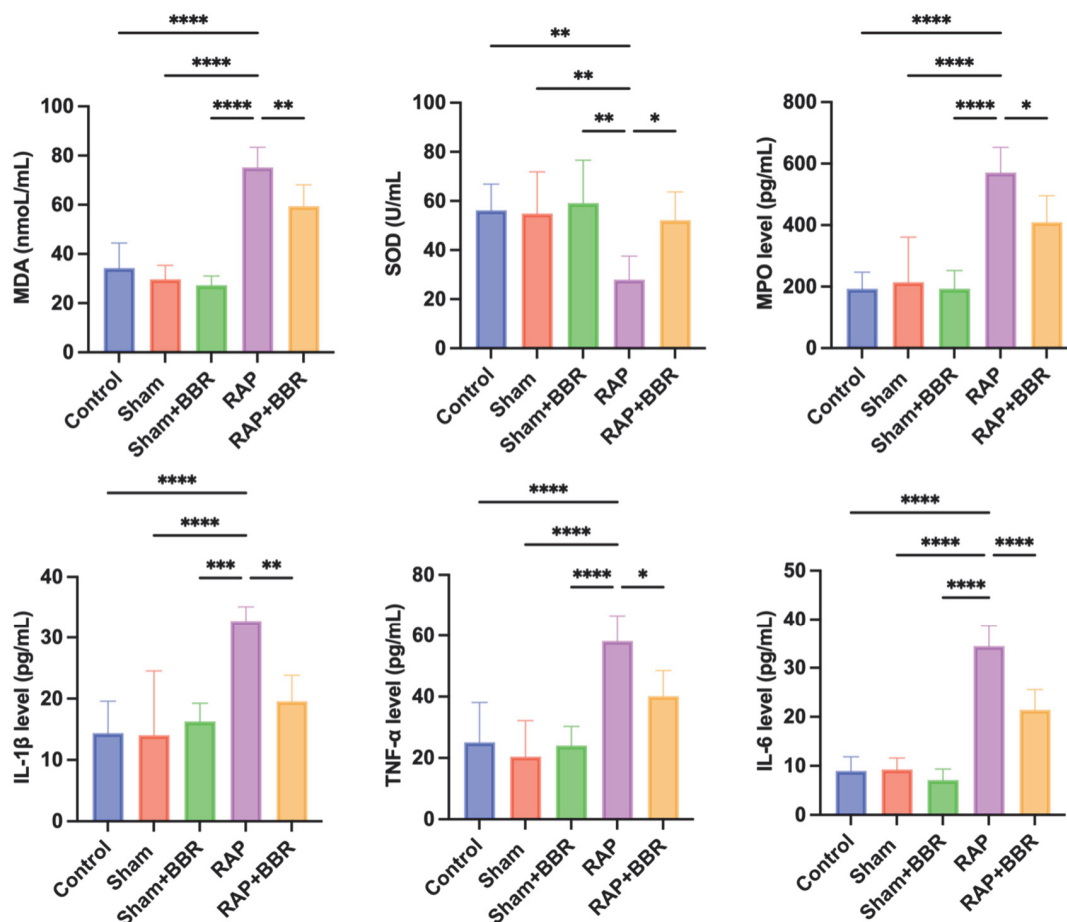 ****
****
**** **
MDA (nmoL/mL)
100
80
60
40
20
0
Control
Sham
Sham+BBR
RAP
RAP+BBR
**
**
** *
SOD (U/mL
100
80
60
40
20
0
Control
Sham
Sham+BBR
RAP
RAP+BBR
****
****
**** *
MPO level (pg/mL)
800
600
400
200
0
Control
Sham
Sham+BBR
RAP
RAP+BBR
****
****
*** **
IL-1β level (pg/mL)
40
30
20
10
0
Control
Sham
Sham+BBR
RAP
RAP+BBR
****
****
**** *
TNF-α level (pg/mL)
80
60
40
20
0
Control
Sham
Sham+BBR
RAP
RAP+BBR
****
**** ****
****
IL-6 level (pg/mL)
50
40
30
20
10
0
Control
Sham
Sham+BBR
RAP
RAP+BBR